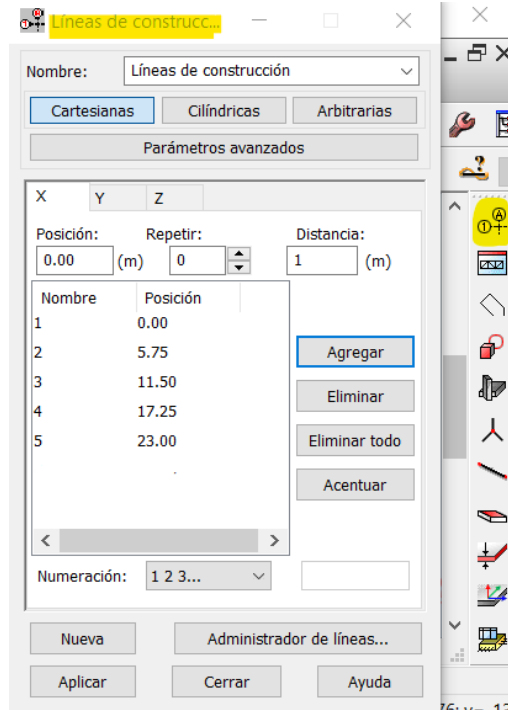 Líneas de construcc...
Nombre: Líneas de construcción
Cartesianas Cilíndricas Arbitrarias
Parámetros avanzados
X Y Z
Posición: Repetir: Distancia:
0.00 (m) 0 1 (m)
Nombre Posición
1 0.00
2 5.75
3 11.50
4 17.25
5 23.00
Agregar
Eliminar
Eliminar todo
Acentuar
Numeración: 1 2 3...
Nueva Administrador de líneas...
Aplicar Cerrar Ayuda